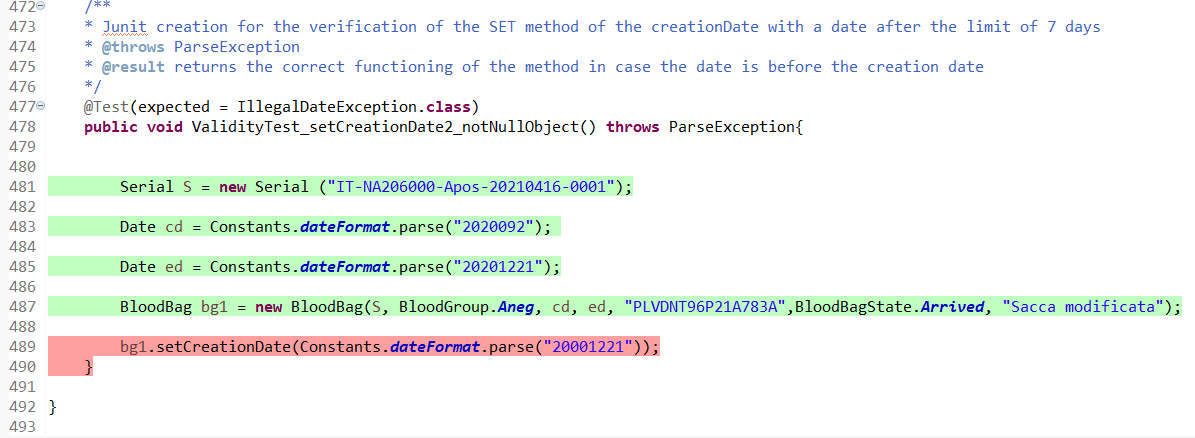 472 /**
473 * Junit creation for the verification of the SET method of the creationDate with a date after the limit of 7 days
474 * @throws ParseException
475 * @result returns the correct functioning of the method in case the date is before the creation date
476 */
477 @Test(expected = IllegalDateException.class)
478 public void ValidityTest_setCreationDate2_notNullObject() throws ParseException{
479
480
481 Serial S = new Serial ("IT-NA206000-Apos-20210416-0001");
482
483 Date cd = Constants.dateFormat.parse("2020092");
484
485 Date ed = Constants.dateFormat.parse("20201221");
486
487 BloodBag bg1 = new BloodBag(S, BloodGroup.Aneg, cd, ed, "PLVDNT96P21A783A",BloodBagState.Arrived, "Sacca modificata");
488
489 bg1.setCreationDate(Constants.dateFormat.parse("20001221"));
490 }
491
492 }
493